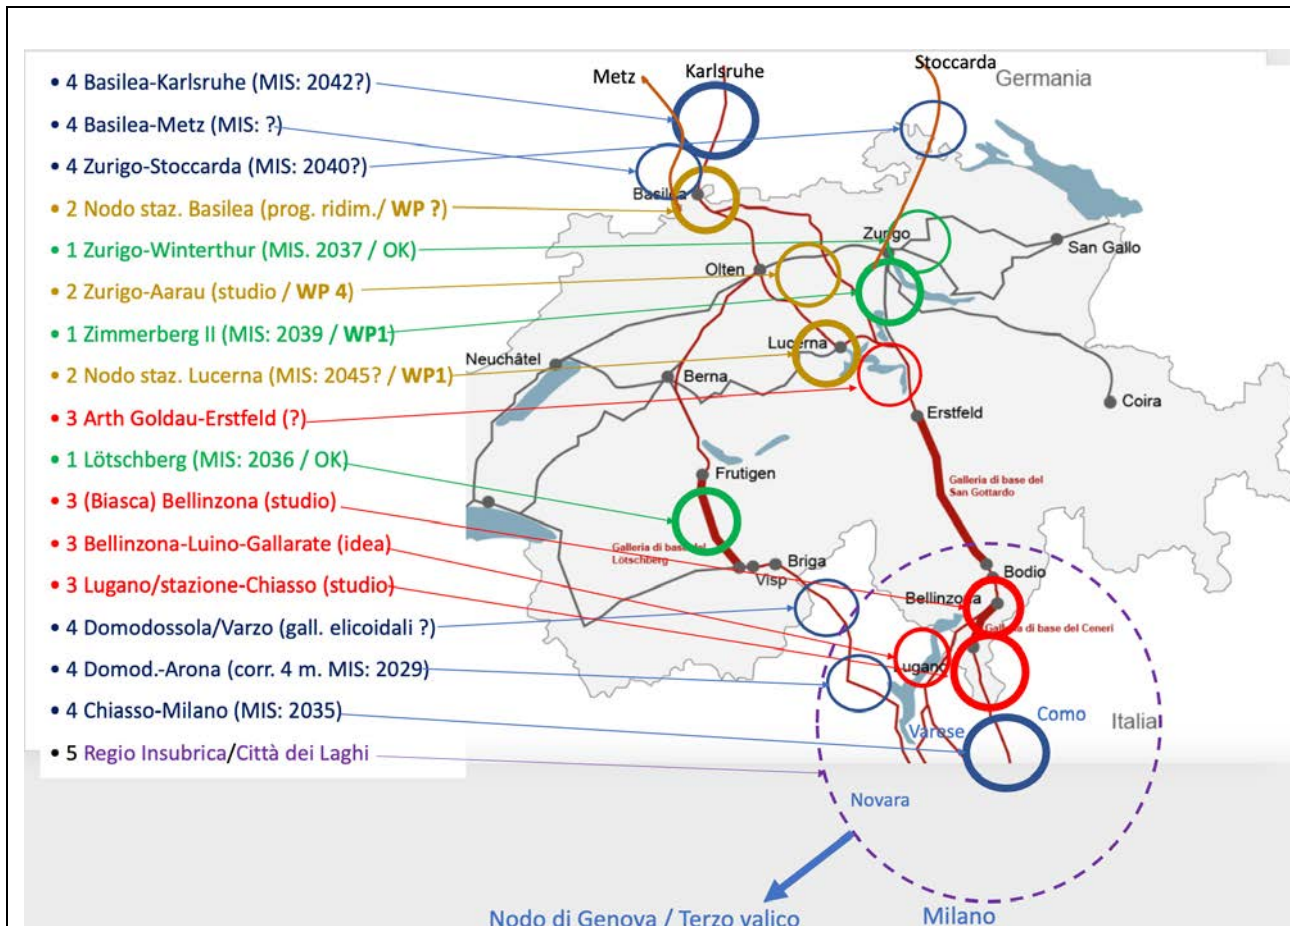 • 4 Basilea-Karlsruhe (MIS: 2042?)
• 4 Basilea-Metz (MIS: ?)
• 4 Zurigo-Stoccarda (MIS: 2040?)
• 2 Nodo staz. Basilea (prog. ridim./ WP ?)
• 1 Zurigo-Winterthur (MIS. 2037 / OK)
• 2 Zurigo-Aarau (studio / WP 4)
• 1 Zimmerberg II (MIS: 2039 / WP1)
• 2 Nodo staz. Lucerna (MIS: 2045? / WP1)
• 3 Arth Goldau-Erstfeld (?)
• 1 Lötschberg (MIS: 2036 / OK)
• 3 (Biasca) Bellinzona (studio)
• 3 Bellinzona-Luino-Gallarate (idea)
• 3 Lugano/stazione-Chiasso (studio)
• 4 Domodossola/Varzo (gall. elicoidali ?)
• 4 Domod.-Arona (corr. 4 m. MIS: 2029)
• 4 Chiasso-Milano (MIS: 2035)
• 5 Regio Insubrica/Città dei Laghi
Metz
Karlsruhe
Stoccarda
Germania
Basilea
Zurigo
San Gallo
Olten
Lucerna
Neuchâtel
Berna
Coira
Erstfeld
Frutigen
Galleria di base del
San Gottardo
Galleria di base del
Lötschberg
Briga
Visp
Bodio
Bellinzona
Galleria di base del Ceneri
Lugano
Como
Italia
Varese
Novara
Nodo di Genova / Terzo valico
Milano